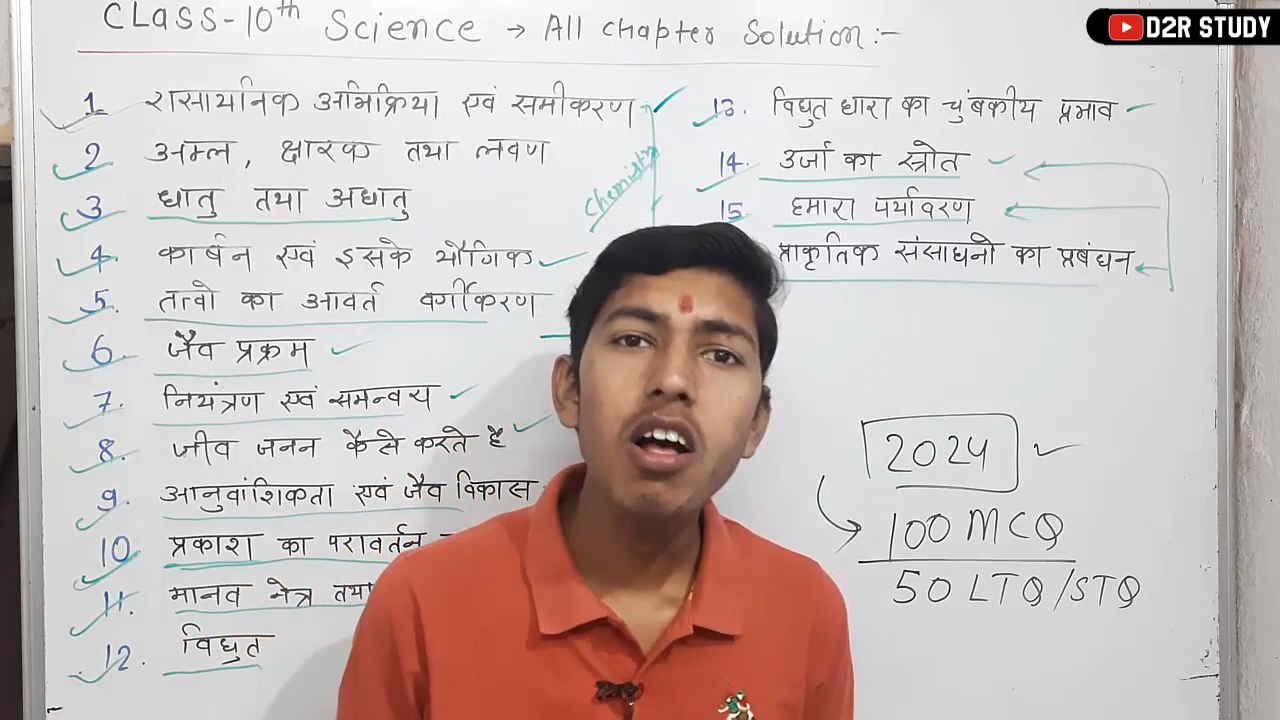 CLASS-10th Science → All Chapter Solution:-
D2R STUDY
1. रासायनिक अभिक्रिया एवं समीकरण
2. अम्ल, क्षारक तथा लवण
3. धातु तथा अधातु
4. कार्बन एवं इसके यौगिक
5. तत्वो का आवर्त वर्गीकरण
6. जैव प्रक्रम
7. नियंत्रण एवं समन्वय
8. जीव जनन कैसे करते है
9. आनुवांशिकता एवं जैव विकास
10 प्रकाश का परावर्तन
11. मानव नेत्र तथा
12. विधुत
Chemistry
13. विधुत धारा का चुंबकीय प्रभाव
14. उर्जा का स्रोत
15 हमारा पर्यावरण
प्राकृतिक संसाधनो का प्रबंधन
2024
100 MCQ
50 LTQ/STQ